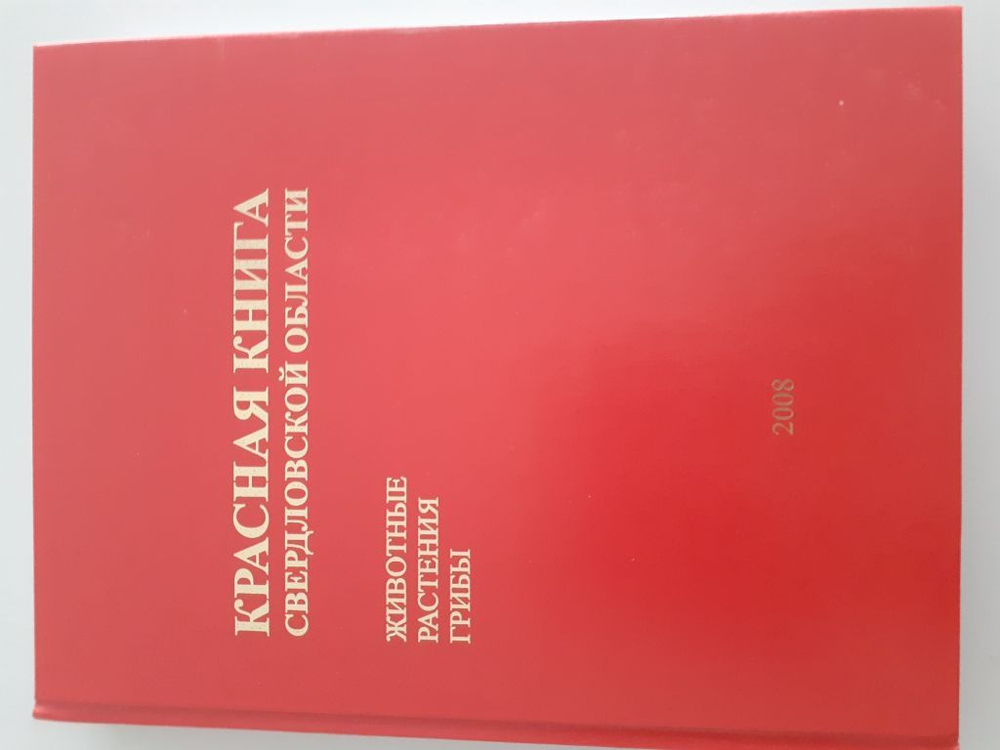 КРАСНАЯ КНИГА
СВЕРДЛОВСКОЙ ОБЛАСТИ
ЖИВОТНЫЕ
РАСТЕНИЯ
ГРИБЫ
2008